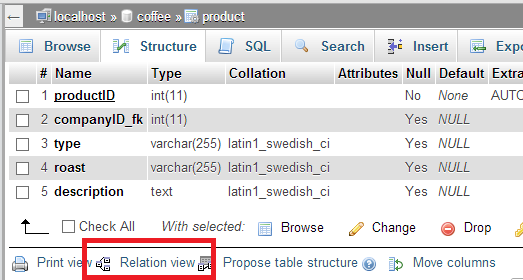 localhost » coffee » product
Browse Structure SQL Search Insert Expo
# Name Type Collation Attributes Null Default Extra
1 productID int(11) No None AUTO
2 companyID_fk int(11) Yes NULL
3 type varchar(255) latin1_swedish_ci Yes NULL
4 roast varchar(255) latin1_swedish_ci Yes NULL
5 description text latin1_swedish_ci Yes NULL
Check All With selected: Browse Change Drop
Print view Relation view Propose table structure Move columns